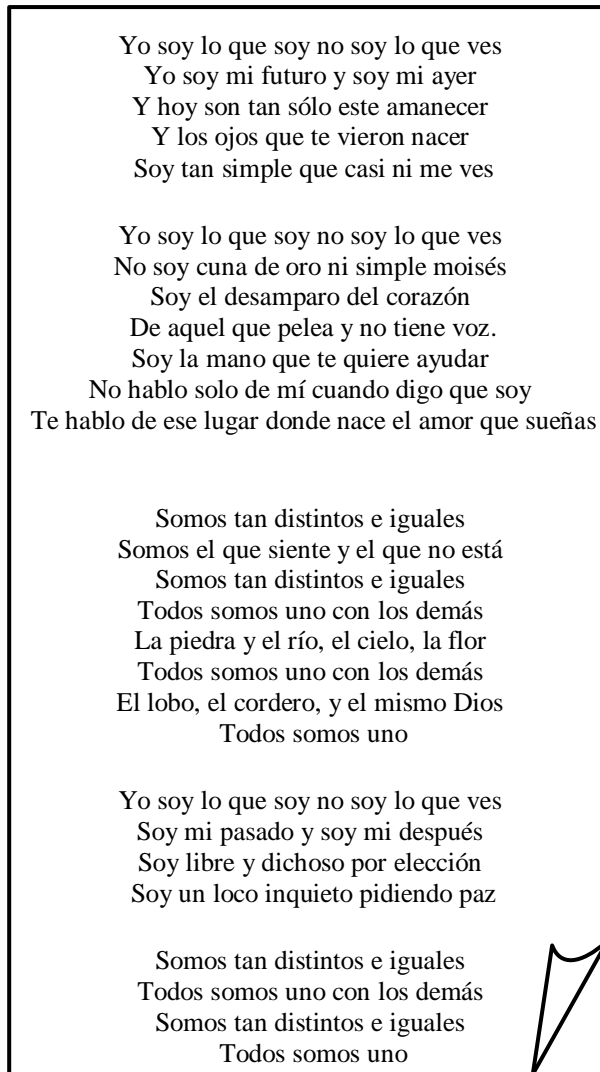 Yo soy lo que soy no soy lo que ves
Yo soy mi futuro y soy mi ayer
Y hoy son tan sólo este amanecer
Y los ojos que te vieron nacer
Soy tan simple que casi ni me ves
Yo soy lo que soy no soy lo que ves
No soy cuna de oro ni simple moisés
Soy el desamparo del corazón
De aquel que pelea y no tiene voz.
Soy la mano que te quiere ayudar
No hablo solo de mí cuando digo que soy
Te hablo de ese lugar donde nace el amor que sueñas
Somos tan distintos e iguales
Somos el que siente y el que no está
Somos tan distintos e iguales
Todos somos uno con los demás
La piedra y el río, el cielo, la flor
Todos somos uno con los demás
El lobo, el cordero, y el mismo Dios
Todos somos uno
Yo soy lo que soy no soy lo que ves
Soy mi pasado y soy mi después
Soy libre y dichoso por elección
Soy un loco inquieto pidiendo paz
Somos tan distintos e iguales
Todos somos uno con los demás
Somos tan distintos e iguales
Todos somos uno